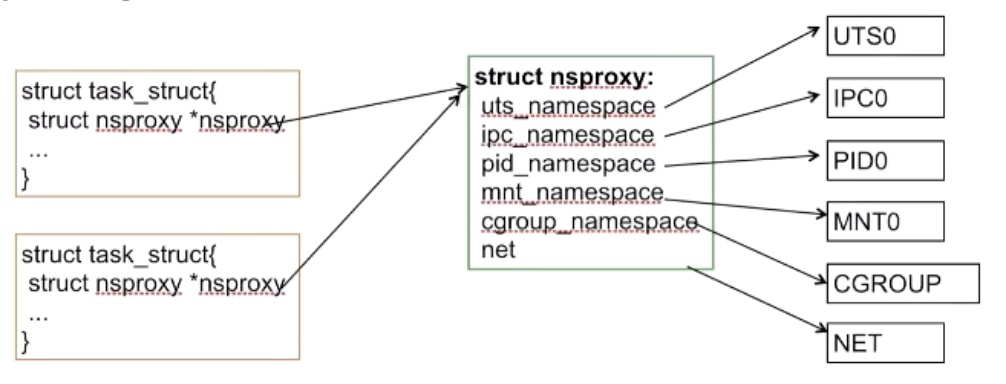 struct task_struct{
struct nsproxy *nsproxy
...
}
struct task_struct{
struct nsproxy *nsproxy
...
}
struct nsproxy:
uts_namespace
ipc_namespace
pid_namespace
mnt_namespace
cgroup_namespace
net
UTS0
IPC0
PID0
MNT0
CGROUP
NET